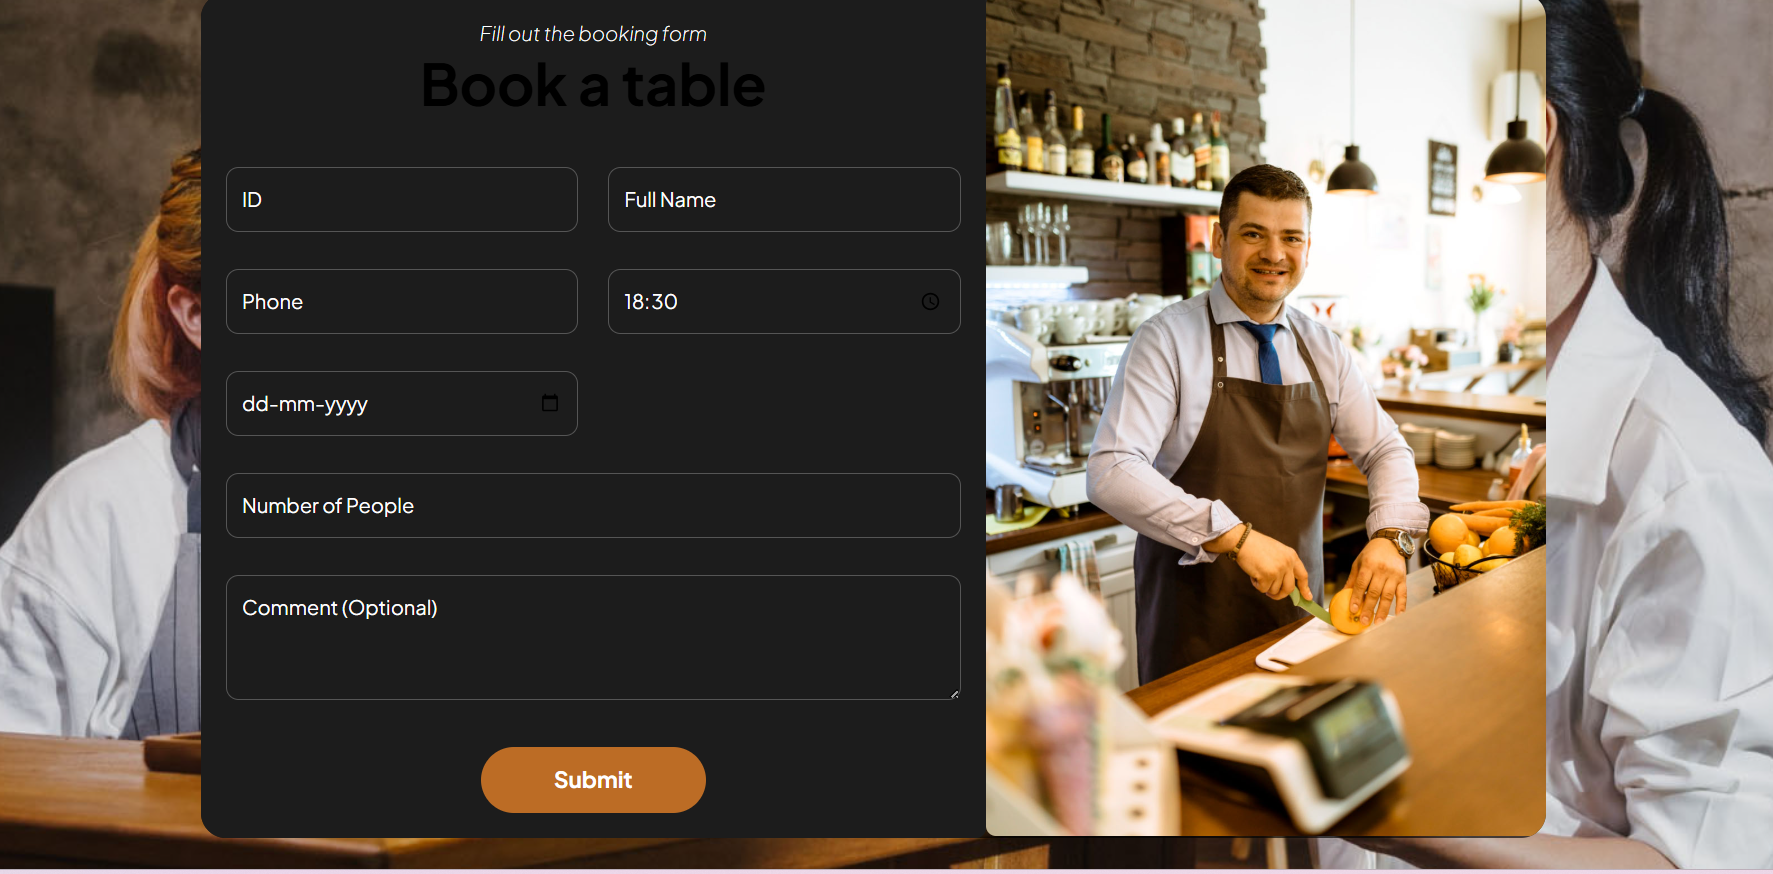 Fill out the booking form
Book a table
ID
Full Name
Phone
18:30
dd-mm-yyyy
Number of People
Comment (Optional)
Submit